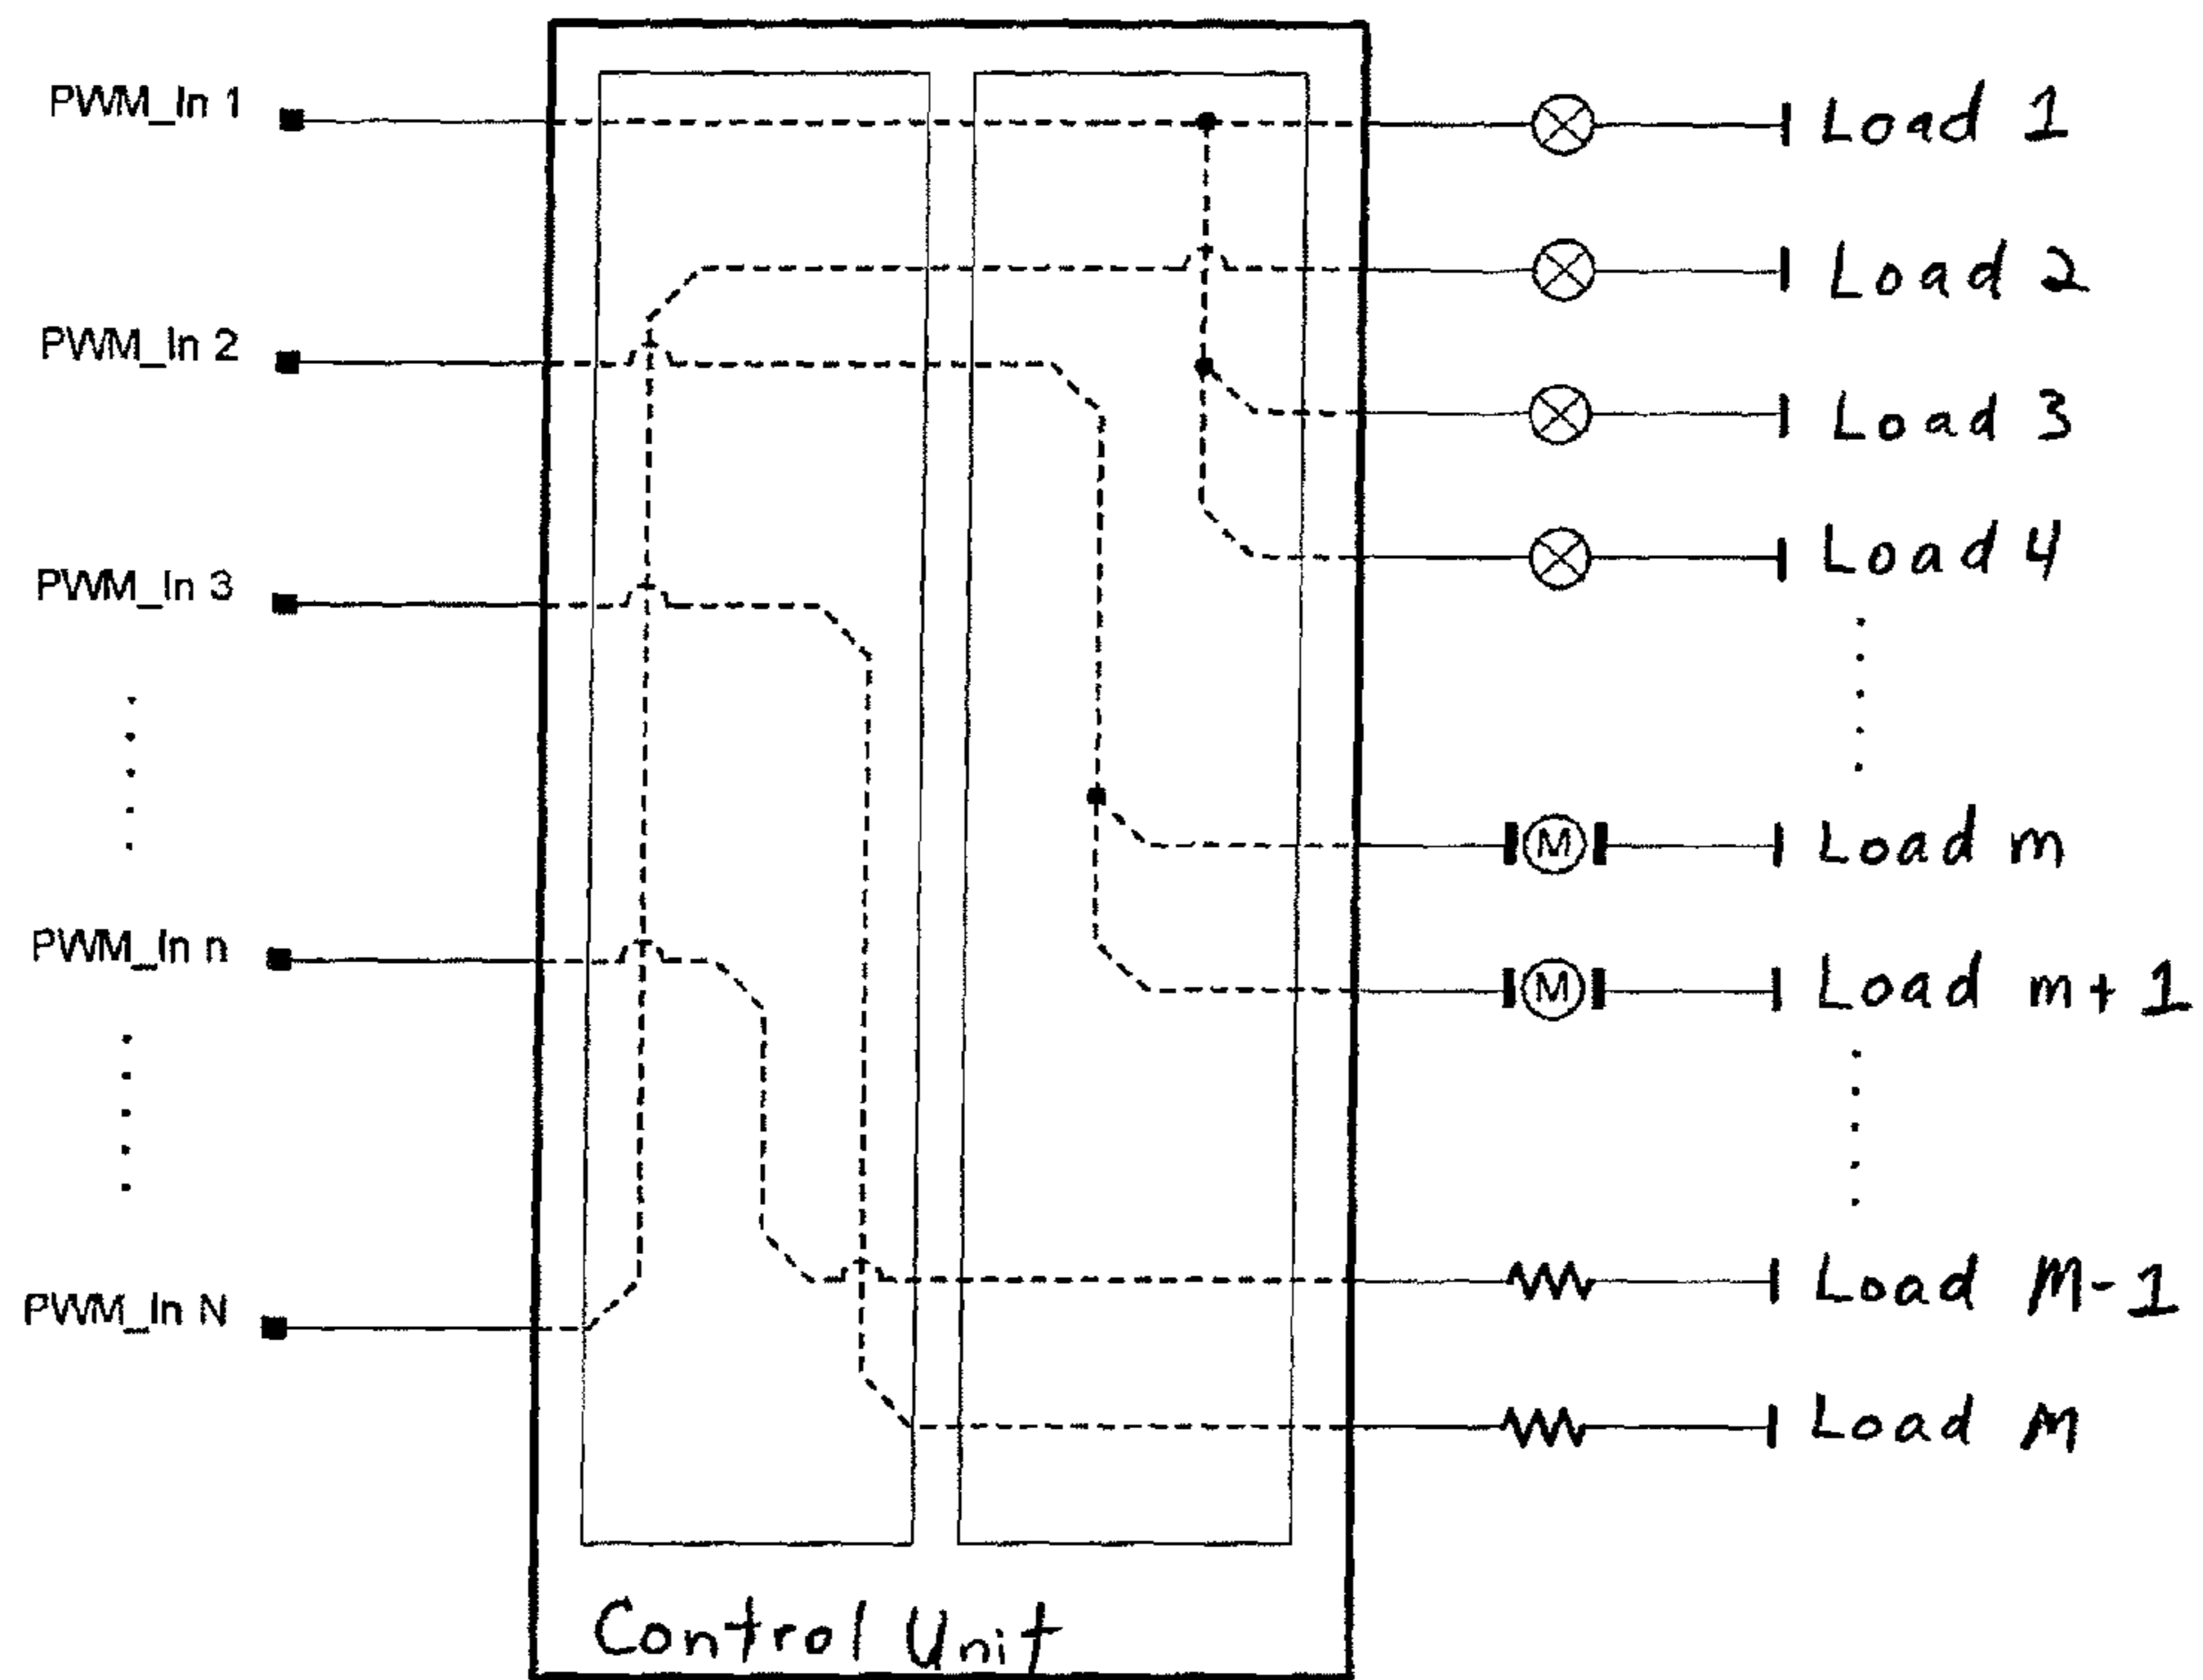 PWM_In 1
Load 1
Load 2
PWM_In 2
Load 3
Load 4
PWM_In 3
M
Load m
PWM_In n
M
Load m+1
Load M-1
PWM_In N
Load M
Control Unit